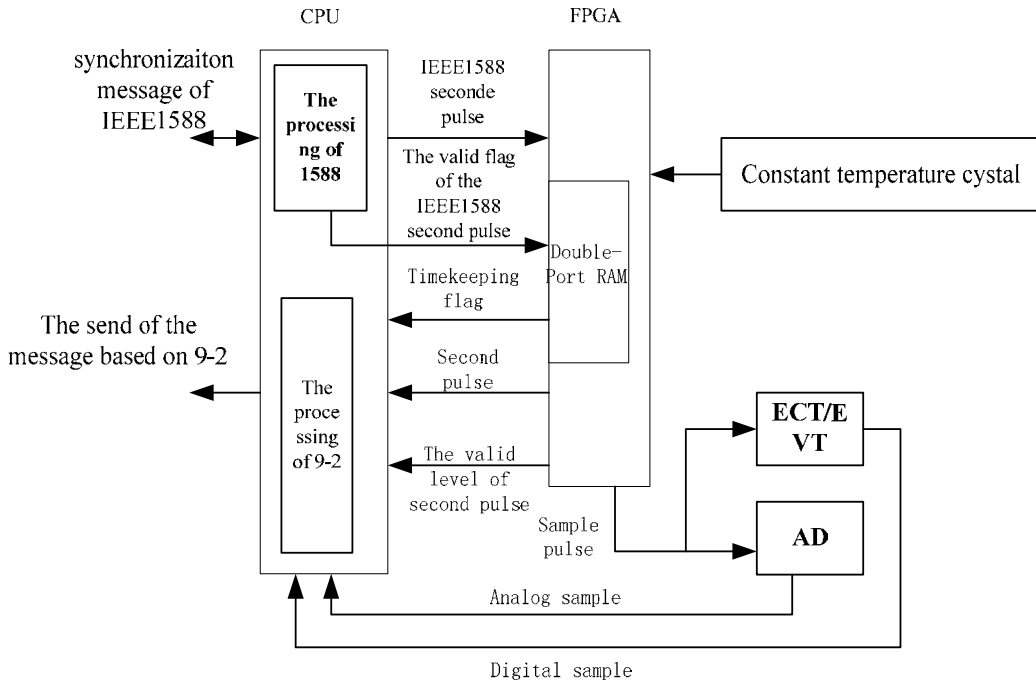 CPU
FPGA
synchronizaiton
message of
IEEE1588
The
processi
ng of
1588
IEEE1588
seconde
pulse
The valid flag
of the
IEEE1588
second pulse
Constant temperature cystal
Double-
Port RAM
Timekeeping
flag
The send of the
message based on 9-2
The
proce
ssing
of 9-2
Second
pulse
The valid
level of
second pulse
ECT/E
VT
Sample
pulse
AD
Analog sample
Digital sample